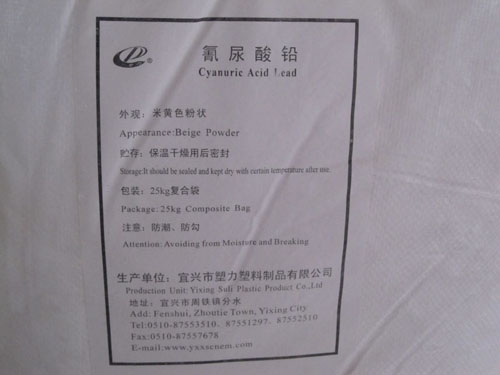 氰尿酸铅
Cyanuric Acid Lead
外观：米黄色粉状
Appearance:Beige Powder
贮存：保温干燥用后密封
Storage:It should be sealed and kept dry with certain temperature after use.
包装：25kg复合袋
Package:25kg Composite Bag
注意：防潮、防勾
Attention:Avoiding from Moisture and Breaking
生产单位：宜兴市塑力塑料制品有限公司
Production Unit:Yixing Suli Plastic Product Co.,Ltd
地址：宜兴市周铁镇分水
Add: Fenshui, Zhoutie Town, Yixing City
Tel:0510-87553510、87551297、87552510
Fax:0510-87557678
E-mail:www.yxxscnem.com